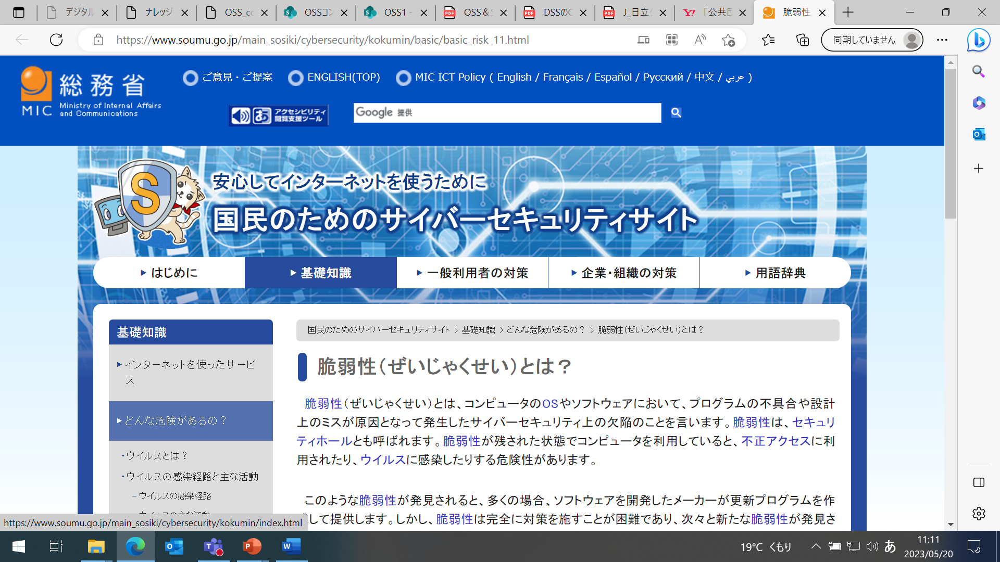 デジタル
ナレッジ
OSS_cc
OSSコン
OSS1 -
OSS&S
DSSのC
J_日立グ
「公共団
脆弱性
https://www.soumu.go.jp/main_sosiki/cybersecurity/kokumin/basic/basic_risk_11.html
同期していません
総務省
MIC Ministry of Internal Affairs and Communications
ご意見・ご提案
ENGLISH(TOP)
MIC ICT Policy ( English / Français / Español / Русский / 中文 / عربي )
アクセシビリティ
閲覧支援ツール
Google 提供
S
安心してインターネットを使うために
国民のためのサイバーセキュリティサイト
はじめに
基礎知識
一般利用者の対策
企業・組織の対策
用語辞典
基礎知識
インターネットを使ったサービ
ス
どんな危険があるの？
・ウイルスとは？
・ウイルスの感染経路と主な活動
－ウイルスの感染経路
国民のためのサイバーセキュリティサイト > 基礎知識 > どんな危険があるの？ > 脆弱性（ぜいじゃくせい）とは？
脆弱性（ぜいじゃくせい）とは？
脆弱性（ぜいじゃくせい）とは、コンピュータのOSやソフトウェアにおいて、プログラムの不具合や設計
上のミスが原因となって発生したサイバーセキュリティ上の欠陥のことを言います。脆弱性は、セキュリ
ティホールとも呼ばれます。脆弱性が残された状態でコンピュータを利用していると、不正アクセスに利
用されたり、ウイルスに感染したりする危険性があります。
このような脆弱性が発見されると、多くの場合、ソフトウェアを開発したメーカーが更新プログラムを作
して提供します。しかし、脆弱性は完全に対策を施すことが困難であり、次々と新たな脆弱性が発見さ
https://www.soumu.go.jp/main_sosiki/cybersecurity/kokumin/index.html
19°C くもり
あ
11:11
2023/05/20